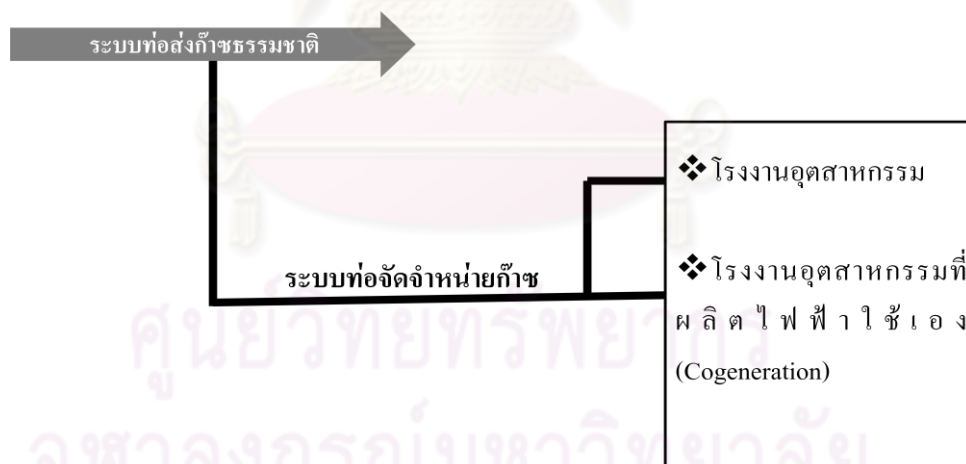 ระบบท่อส่งก๊าซธรรมชาติ
❖โรงงานอุตสาหกรรม
ระบบท่อจัดจำหน่ายก๊าซ
❖โรงงานอุตสาหกรรมที่
ผลิตไฟฟ้าใช้เอง
(Cogeneration)
ศูนย์วิทยทรัพยากร
จุฬาลงกรณ์มหาวิทยาลัย